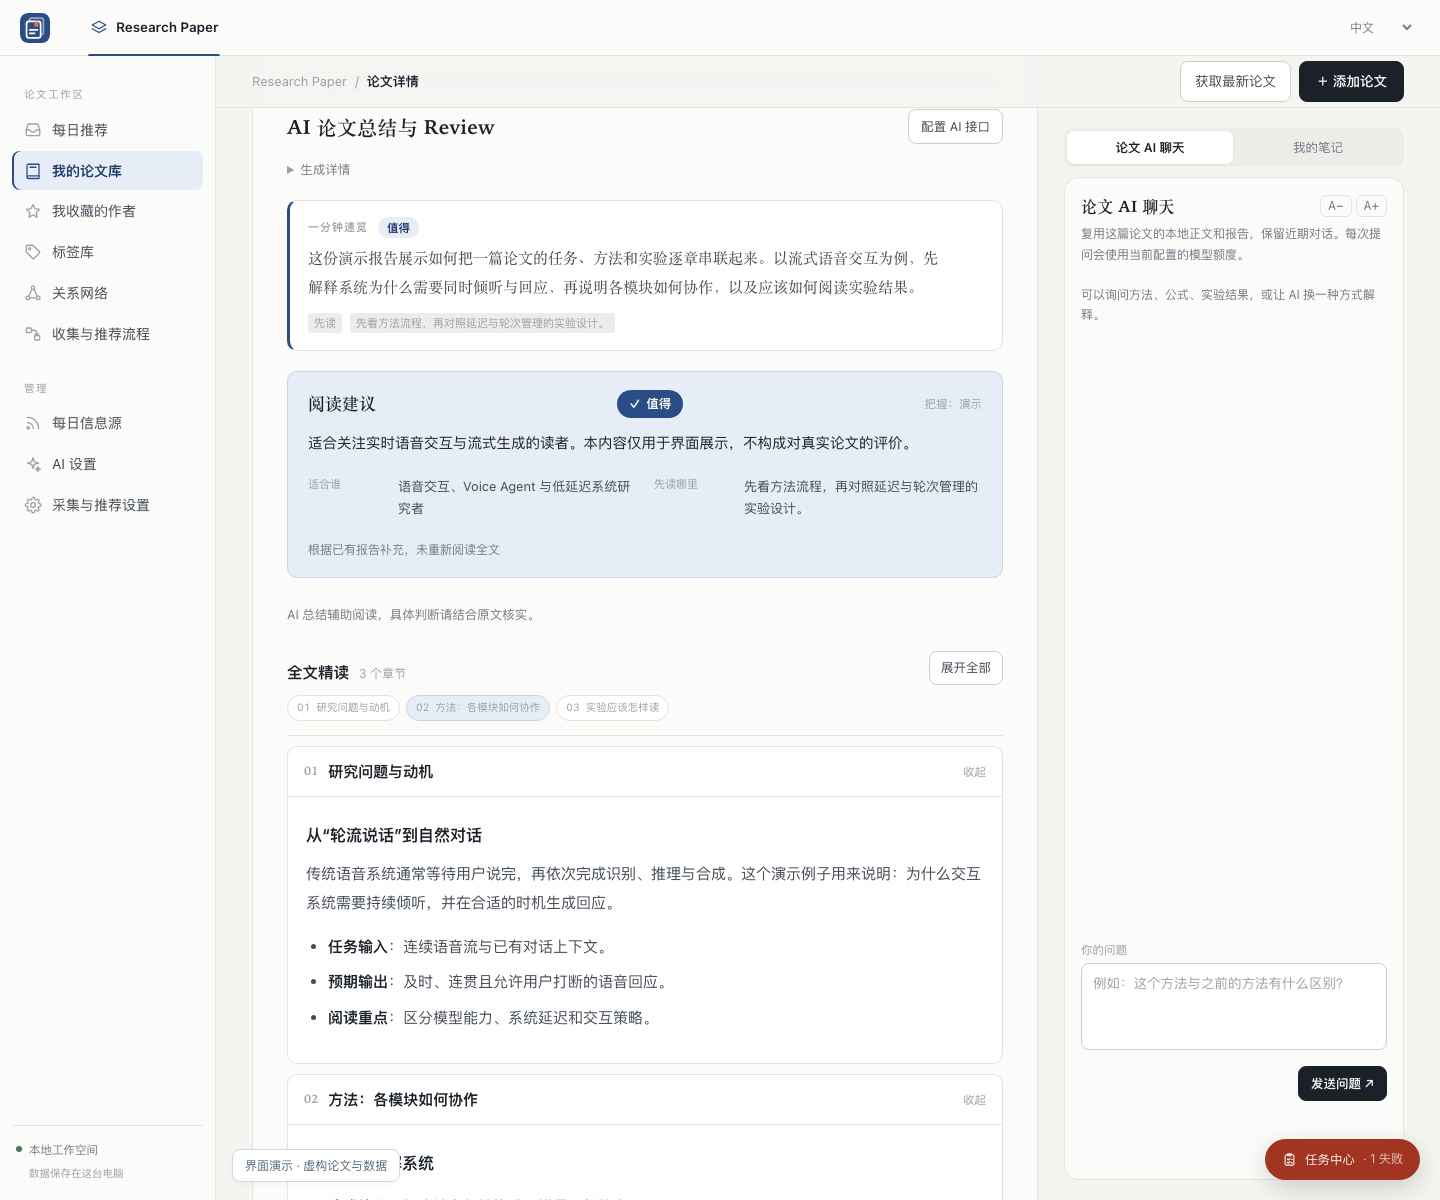 Research Paper
中文
论文工作区
每日推荐
我的论文库
我收藏的作者
标签库
关系网络
收集与推荐流程
管理
每日信息源
AI 设置
采集与推荐设置
本地工作空间
数据保存在这台电脑
Research Paper / 论文详情
获取最新论文
+ 添加论文
AI 论文总结与 Review
配置 AI 接口
生成详情
一分钟速览 值得
这份演示报告展示如何把一篇论文的任务、方法和实验逐章串联起来。以流式语音交互为例，先
解释系统为什么需要同时倾听与回应，再说明各模块如何协作，以及应该如何阅读实验结果。
先读 先看方法流程，再对照延迟与轮次管理的实验设计。
阅读建议
✓ 值得
把握：演示
适合关注实时语音交互与流式生成的读者。本内容仅用于界面展示，不构成对真实论文的评价。
适合谁
语音交互、Voice Agent 与低延迟系统研
究者
先读哪里
先看方法流程，再对照延迟与轮次管理的
实验设计。
根据已有报告补充，未重新阅读全文
AI 总结辅助阅读，具体判断请结合原文核实。
全文精读 3 个章节
展开全部
01 研究问题与动机
02 方法：各模块如何协作
03 实验应该怎样读
01 研究问题与动机
收起
从“轮流说话”到自然对话
传统语音系统通常等待用户说完，再依次完成识别、推理与合成。这个演示例子用来说明：为什么交互
系统需要持续倾听，并在合适的时机生成回应。
• 任务输入：连续语音流与已有对话上下文。
• 预期输出：及时、连贯且允许用户打断的语音回应。
• 阅读重点：区分模型能力、系统延迟和交互策略。
02 方法：各模块如何协作
收起
系统
界面演示 · 虚构论文与数据
论文 AI 聊天
我的笔记
论文 AI 聊天
A−
A+
复用这篇论文的本地正文和报告，保留近期对话。每次提
问会使用当前配置的模型额度。
可以询问方法、公式、实验结果，或让 AI 换一种方式解
释。
你的问题
例如：这个方法与之前的方法有什么区别？
发送问题 ↗
任务中心 · 1 失败